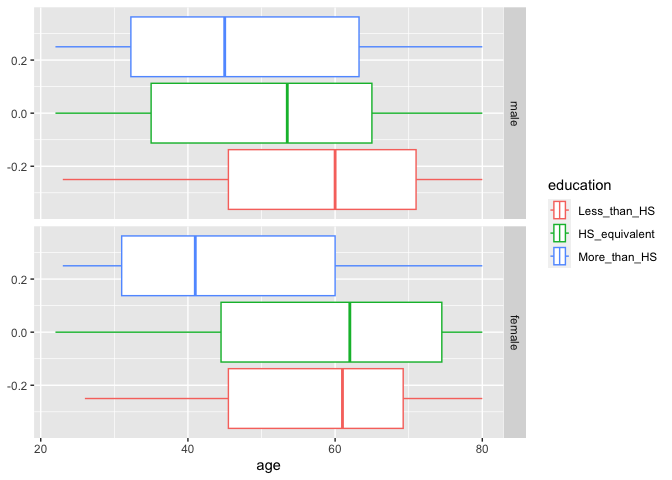 0.2
0.0
-0.2
male
0.2
0.0
-0.2
female
20 40 60 80
age
education
Less_than_HS
HS_equivalent
More_than_HS